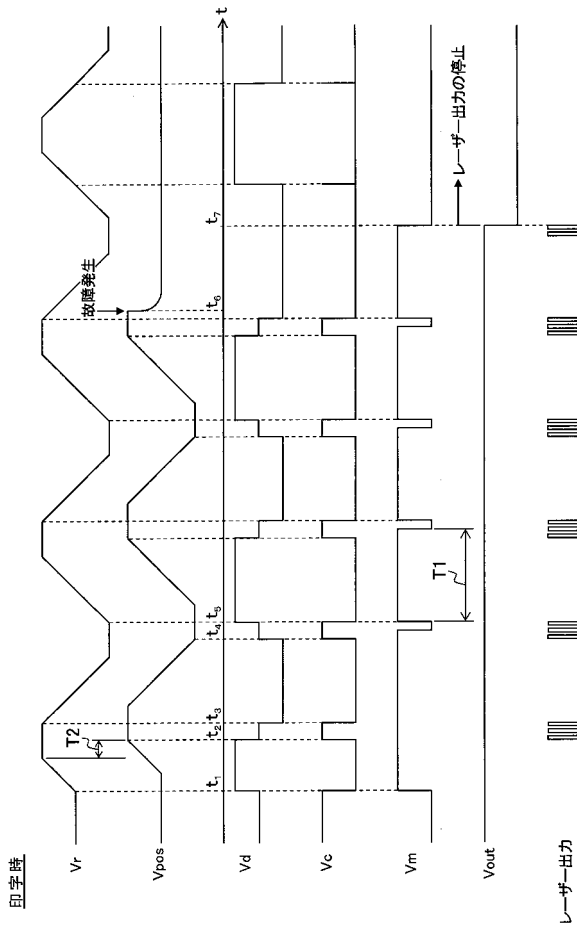 印字時
Vr
Vpos
Vd
Vc
Vm
Vout
レーザー出力
T2
t1
t2
t3
t4
t5
t6
t7
t
T1
故障発生
レーザー出力の停止